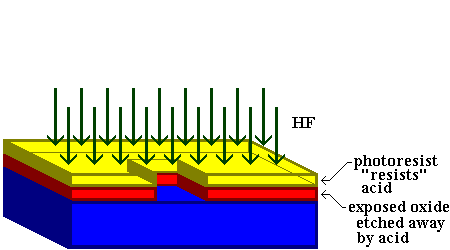 HF
photoresist
"resists"
acid
exposed oxide
etched away
by acid